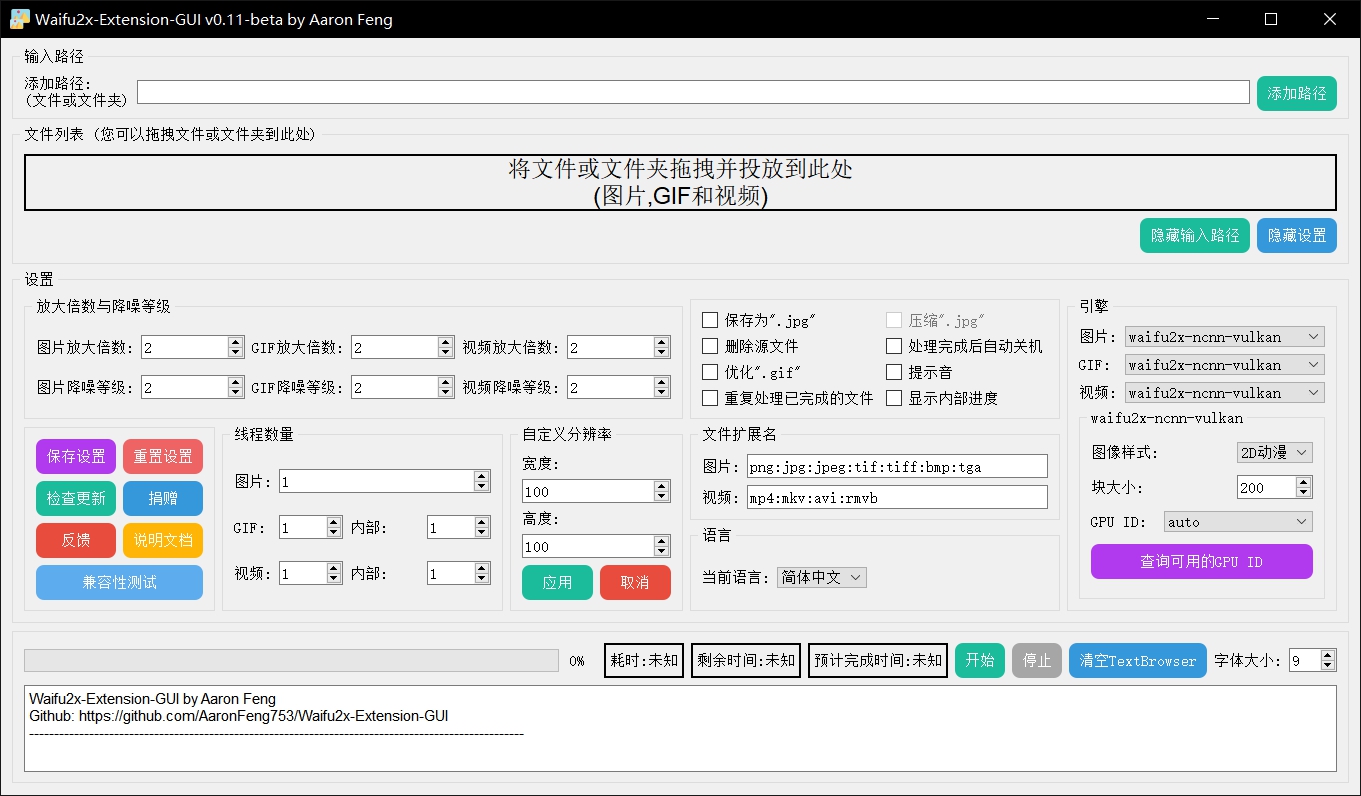 Waifu2x-Extension-GUI v0.11-beta by Aaron Feng
输入路径
添加路径:
(文件或文件夹)
添加路径
文件列表 (您可以拖拽文件或文件夹到此处)
将文件或文件夹拖拽并投放到此处
(图片,GIF和视频)
隐藏输入路径 隐藏设置
设置
放大倍数与降噪等级
图片放大倍数: 2 GIF放大倍数: 2 视频放大倍数: 2
图片降噪等级: 2 GIF降噪等级: 2 视频降噪等级: 2
保存为".jpg" 压缩".jpg"
删除源文件 处理完成后自动关机
优化".gif" 提示音
重复处理已完成的文件 显示内部进度
引擎
图片: waifu2x-ncnn-vulkan
GIF: waifu2x-ncnn-vulkan
视频: waifu2x-ncnn-vulkan
waifu2x-ncnn-vulkan
图像样式: 2D动漫
块大小: 200
GPU ID: auto
查询可用的GPU ID
保存设置 重置设置
检查更新 捐赠
反馈 说明文档
兼容性测试
线程数量
图片: 1
GIF: 1 内部: 1
视频: 1 内部: 1
自定义分辨率
宽度:
100
高度:
100
应用 取消
文件扩展名
图片: png:jpg:jpeg:tif:tiff:bmp:tga
视频: mp4:mkv:avi:rmvb
语言
当前语言: 简体中文
0% 耗时:未知 剩余时间:未知 预计完成时间:未知 开始 停止 清空TextBrowser 字体大小: 9
Waifu2x-Extension-GUI by Aaron Feng
Github: https://github.com/AaronFeng753/Waifu2x-Extension-GUI
---------------------------------------------------------------------------------------------------